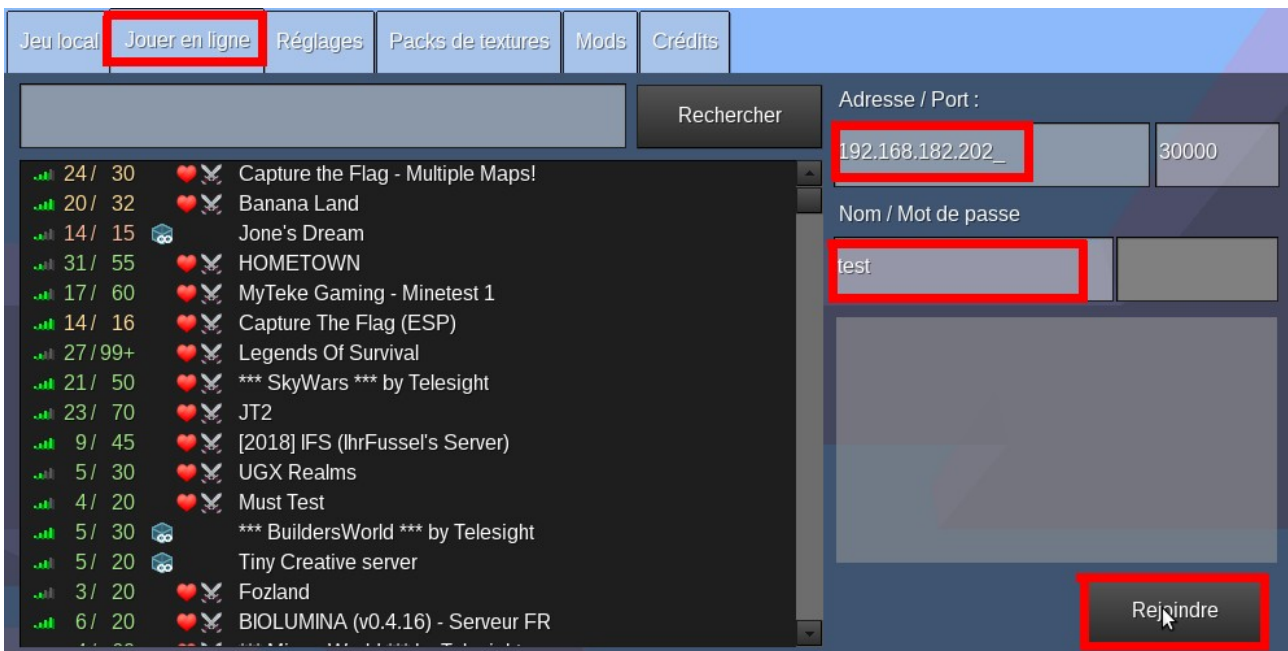 Jeu local Jouer en ligne Réglages Packs de textures Mods Crédits
Rechercher
24/ 30 Capture the Flag - Multiple Maps!
20/ 32 Banana Land
14/ 15 Jone's Dream
31/ 55 HOMETOWN
17/ 60 MyTeke Gaming - Minetest 1
14/ 16 Capture The Flag (ESP)
27/99+ Legends Of Survival
21/ 50 *** SkyWars *** by Telesight
23/ 70 JT2
9/ 45 [2018] IFS (IhrFussel's Server)
5/ 30 UGX Realms
4/ 20 Must Test
5/ 30 *** BuildersWorld *** by Telesight
5/ 20 Tiny Creative server
3/ 20 Fozland
6/ 20 BIOLUMINA (v0.4.16) - Serveur FR
Adresse / Port :
192.168.182.202_ 30000
Nom / Mot de passe
test
Rejoindre